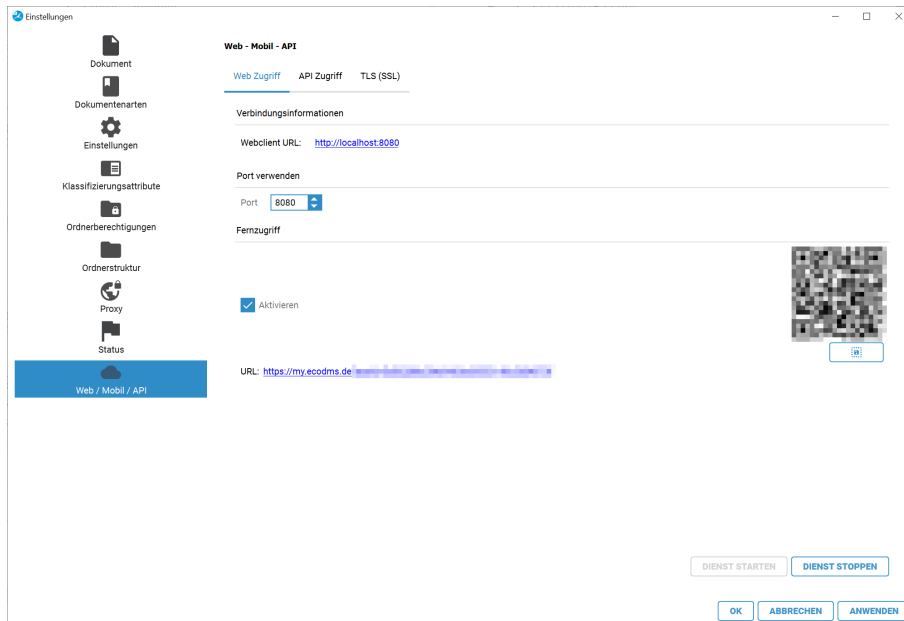 Einstellungen
Dokument
Dokumentenarten
Einstellungen
Klassifizierungsattribute
Ordnerberechtigungen
Ordnerstruktur
Proxy
Status
Web / Mobil / API
Web - Mobil - API
Web Zugriff API Zugriff TLS (SSL)
Verbindungsinformationen
Webclient URL: http://localhost:8080
Port verwenden
Port 8080
Fernzugriff
Aktivieren
URL: https://my.ecodms.de
DIENST STARTEN DIENST STOPPEN
OK ABBRECHEN ANWENDEN